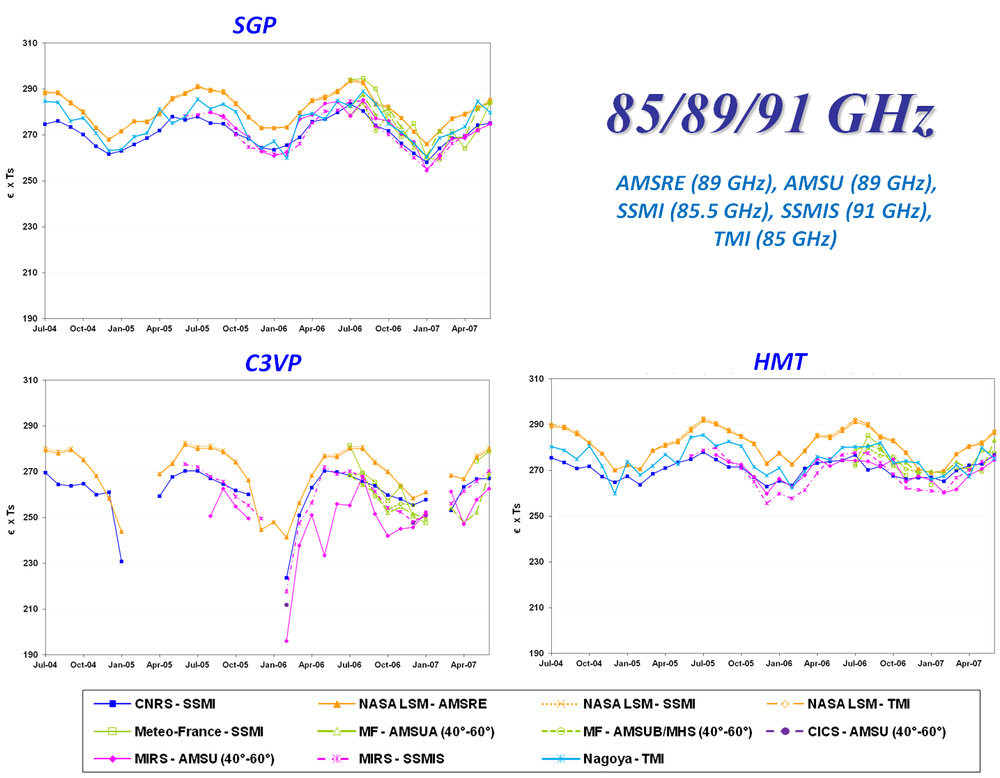 SGP
310
290
270
250
230
210
190
€ x Ts
Jul-04 Oct-04 Jan-05 Apr-05 Jul-05 Oct-05 Jan-06 Apr-06 Jul-06 Oct-06 Jan-07 Apr-07
85/89/91 GHz
AMSRE (89 GHz), AMSU (89 GHz),
SSMI (85.5 GHz), SSMIS (91 GHz),
TMI (85 GHz)
C3VP
310
290
270
250
230
210
190
€ x Ts
Jul-04 Oct-04 Jan-05 Apr-05 Jul-05 Oct-05 Jan-06 Apr-06 Jul-06 Oct-06 Jan-07 Apr-07
HMT
310
290
270
250
230
210
190
€ x Ts
Jul-04 Oct-04 Jan-05 Apr-05 Jul-05 Oct-05 Jan-06 Apr-06 Jul-06 Oct-06 Jan-07 Apr-07
CNRS - SSMI NASA LSM - AMSRE NASA LSM - SSMI NASA LSM - TMI
Meteo-France - SSMI MF - AMSUA (40°-60°) MF - AMSUB/MHS (40°-60°) CICS - AMSU (40°-60°)
MIRS - AMSU (40°-60°) MIRS - SSMIS Nagoya - TMI